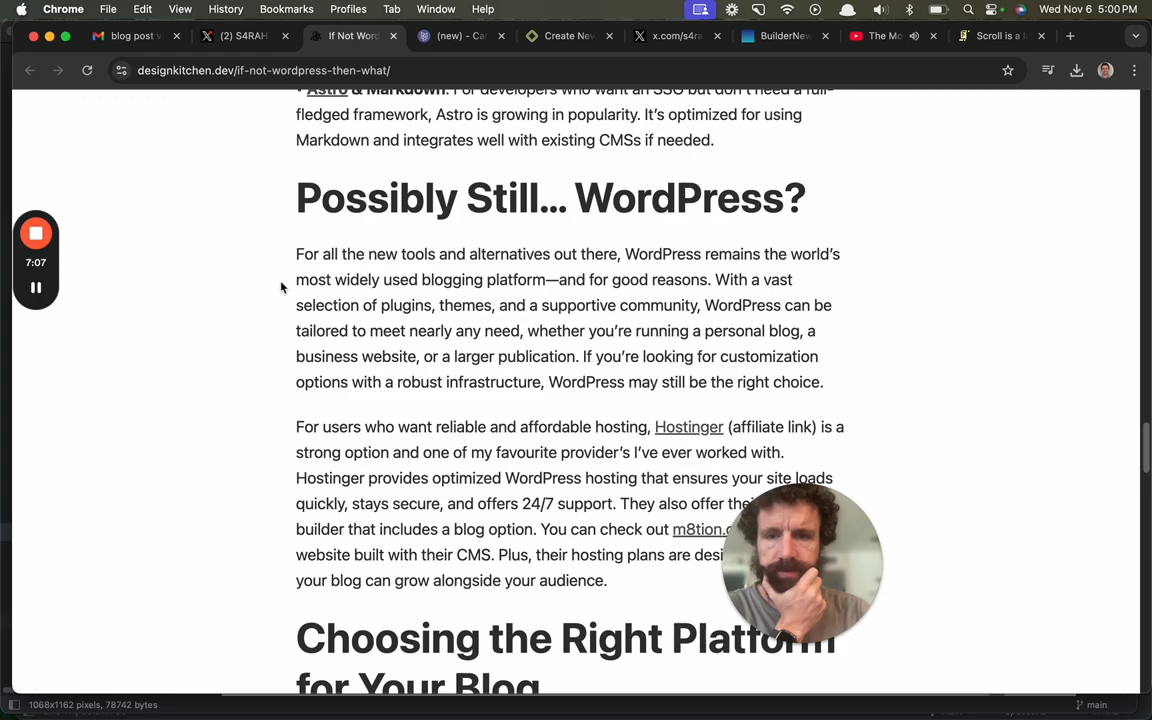 Chrome File Edit View History Bookmarks Profiles Tab Window Help Wed Nov 6 5:00 PM
blog post v (2) S4RAH If Not Word (new) - Ca Create New x.com/s4ra BuilderNew The Mo Scroll is a l
designkitchen.dev/if-not-wordpress-then-what/
• Astro & Markdown: For developers who want an SSG but don't need a full-
fledged framework, Astro is growing in popularity. It's optimized for using
Markdown and integrates well with existing CMSs if needed.
Possibly Still... WordPress?
For all the new tools and alternatives out there, WordPress remains the world's
most widely used blogging platform—and for good reasons. With a vast
selection of plugins, themes, and a supportive community, WordPress can be
tailored to meet nearly any need, whether you're running a personal blog, a
business website, or a larger publication. If you're looking for customization
options with a robust infrastructure, WordPress may still be the right choice.
7:07
For users who want reliable and affordable hosting, Hostinger (affiliate link) is a
strong option and one of my favourite provider's I've ever worked with.
Hostinger provides optimized WordPress hosting that ensures your site loads
quickly, stays secure, and offers 24/7 support. They also offer
builder that includes a blog option. You can check out m8tion.
website built with their CMS. Plus, their hosting plans are
your blog can grow alongside your audience.
Choosing the Right Platform
for Your Blog
1068x1162 pixels, 78742 bytes main